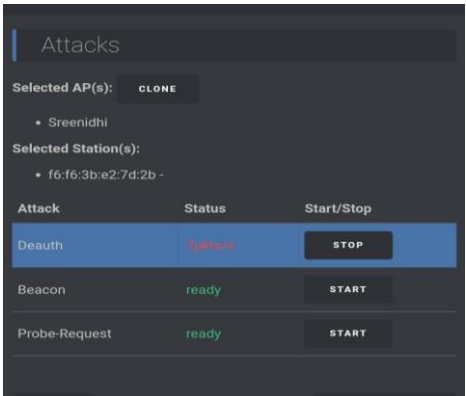 Attacks
Selected AP(s): CLONE
• Sreenidhi
Selected Station(s):
• f6:f6:3b:e2:7d:2b -
Attack Status Start/Stop
Deauth 7pkts/s STOP
Beacon ready START
Probe-Request ready START